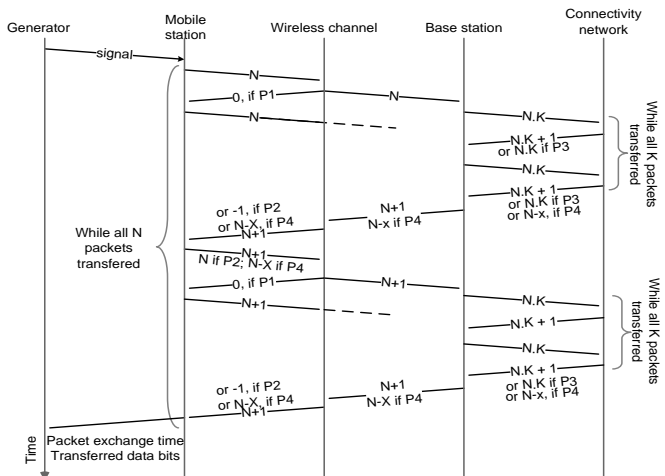 Generator
Mobile
station
Wireless channel
Base station
Connectivity
network
signal
N
0, if P1
N
N
N.K
N.K + 1
or N.K if P3
N.K
N.K + 1
or N.K if P3
or N-x, if P4
While all K packets
transferred
N+1
N-x if P4
or -1, if P2
or N-X, if P4
N+1
While all N
packets
transfered
N+1
N if P2; N-X if P4
0, if P1
N+1
N+1
N.K
N.K + 1
N.K
N.K + 1
or N.K if P3
or N-x, if P4
While all K packets
transferred
N+1
N-X if P4
or -1, if P2
or N-X, if P4
N+1
Time
Packet exchange time
Transferred data bits